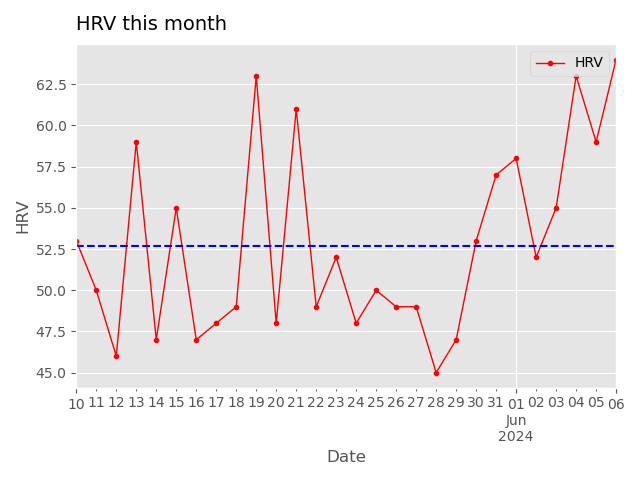 HRV this month
HRV
62.5
60.0
57.5
55.0
52.5
50.0
47.5
45.0
HRV
10 11 12 13 14 15 16 17 18 19 20 21 22 23 24 25 26 27 28 29 30 31 01 02 03 04 05 06
Jun
2024
Date